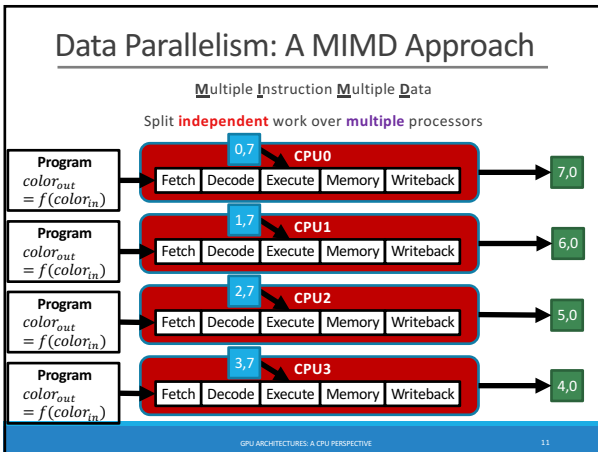 Data Parallelism: A MIMD Approach
Multiple Instruction Multiple Data
Split independent work over multiple processors
Program
color_out
= f(color_in)
0,7
CPU0
Fetch Decode Execute Memory Writeback
7,0
Program
color_out
= f(color_in)
1,7
CPU1
Fetch Decode Execute Memory Writeback
6,0
Program
color_out
= f(color_in)
2,7
CPU2
Fetch Decode Execute Memory Writeback
5,0
Program
color_out
= f(color_in)
3,7
CPU3
Fetch Decode Execute Memory Writeback
4,0
GPU ARCHITECTURES: A CPU PERSPECTIVE
11